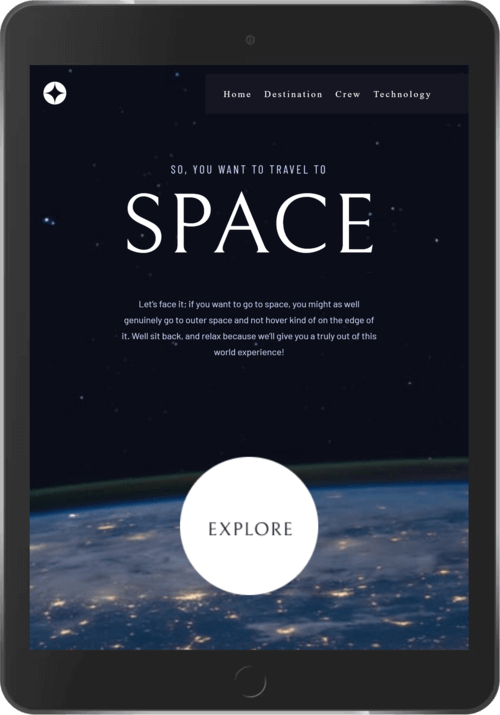 Home Destination Crew Technology
SO, YOU WANT TO TRAVEL TO
SPACE
Let's face it; if you want to go to space, you might as well
genuinely go to outer space and not hover kind of on the edge of
it. Well sit back, and relax because we'll give you a truly out of this
world experience!
EXPLORE